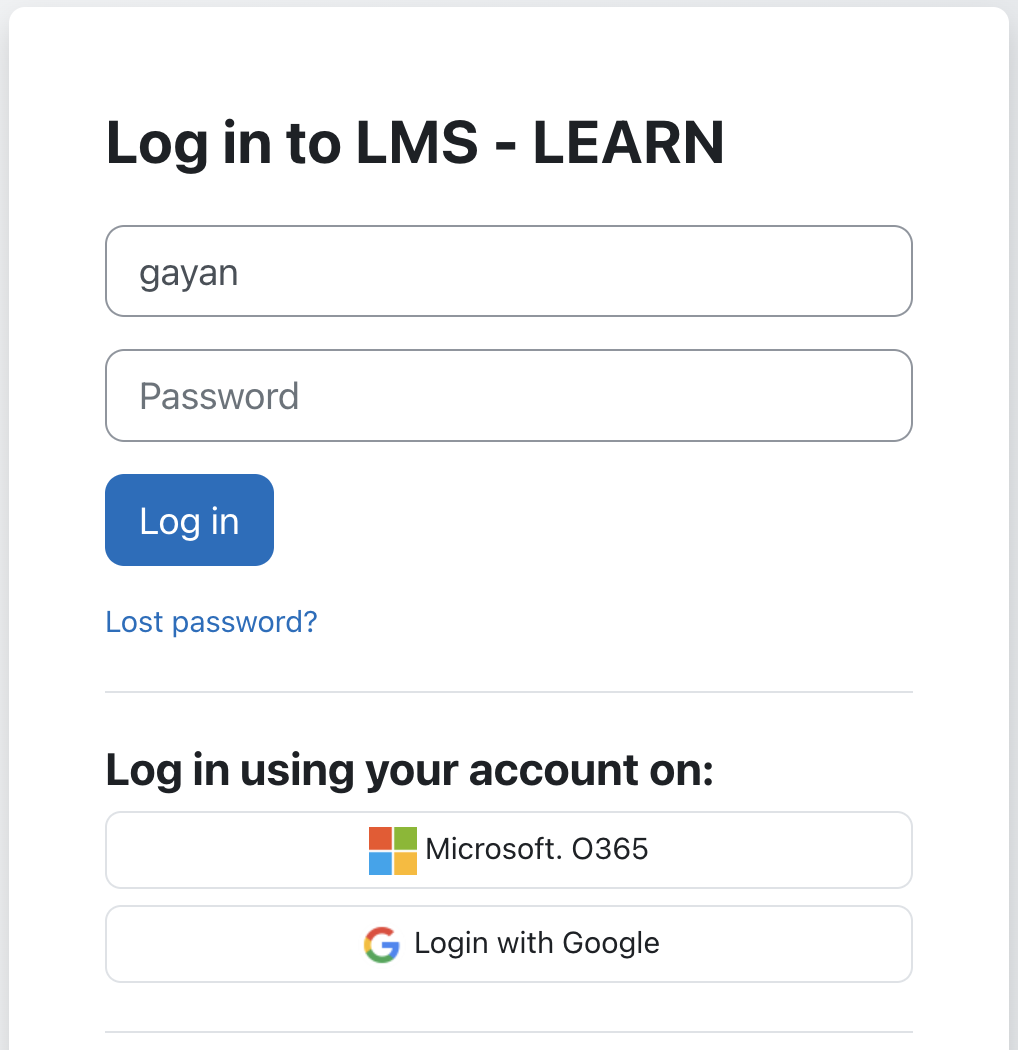 Log in to LMS - LEARN
gayan
Password
Log in
Lost password?
Log in using your account on:
Microsoft. O365
Login with Google